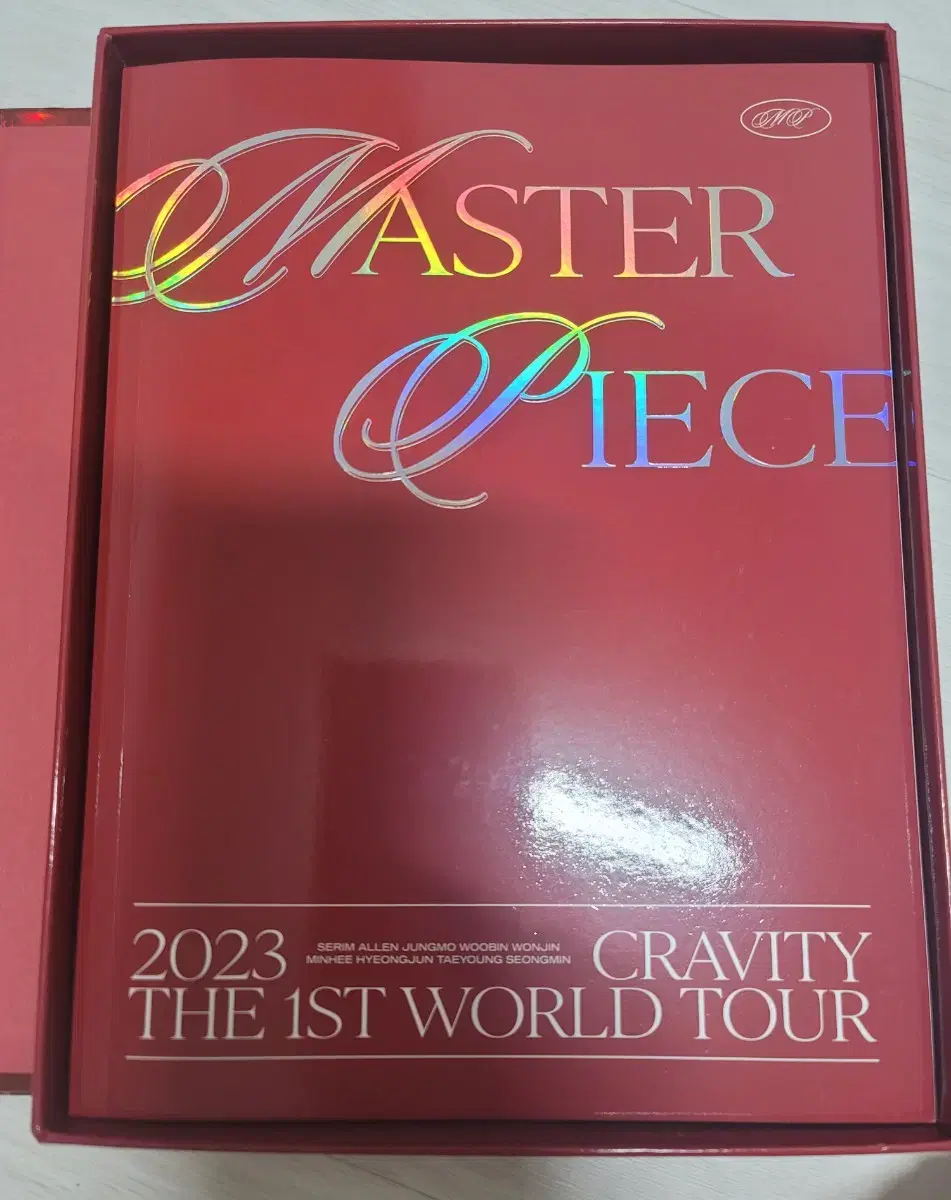 MP
MASTER
PIECE
2023 SERIM ALLEN JUNGMO WOOBIN WONJIN CRAVITY
MINHEE HYEONGJUN TAEYOUNG SEONGMIN
THE 1ST WORLD TOUR